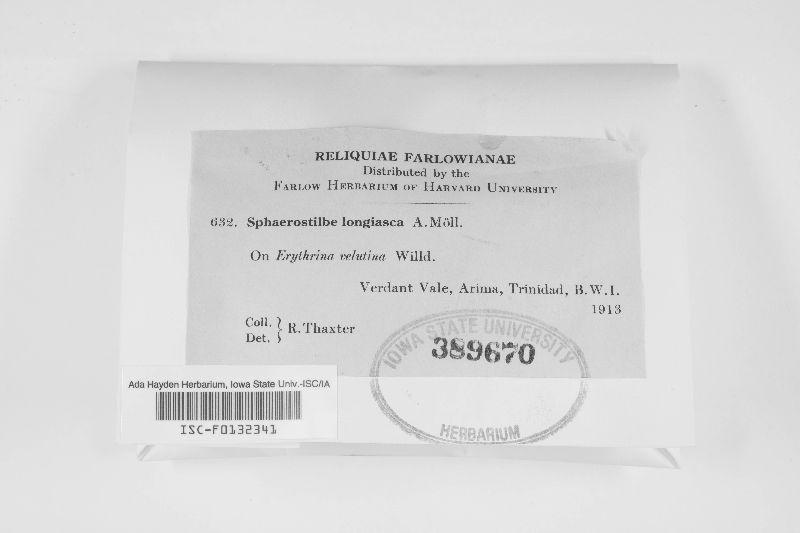 RELIQUIAE FARLOWIANAE
Distributed by the
FARLOW HERBARIUM OF HARVARD UNIVERSITY
632. Sphaerostilbe longiasca A. Möll.
On Erythrina velutina Willd.
Verdant Vale, Arima, Trinidad, B.W.I.
1913
Coll. } R. Thaxter
Det.
IOWA STATE UNIVERSITY
389670
HERBARIUM
Ada Hayden Herbarium, Iowa State Univ.-ISC/IA
ISC-F0132341